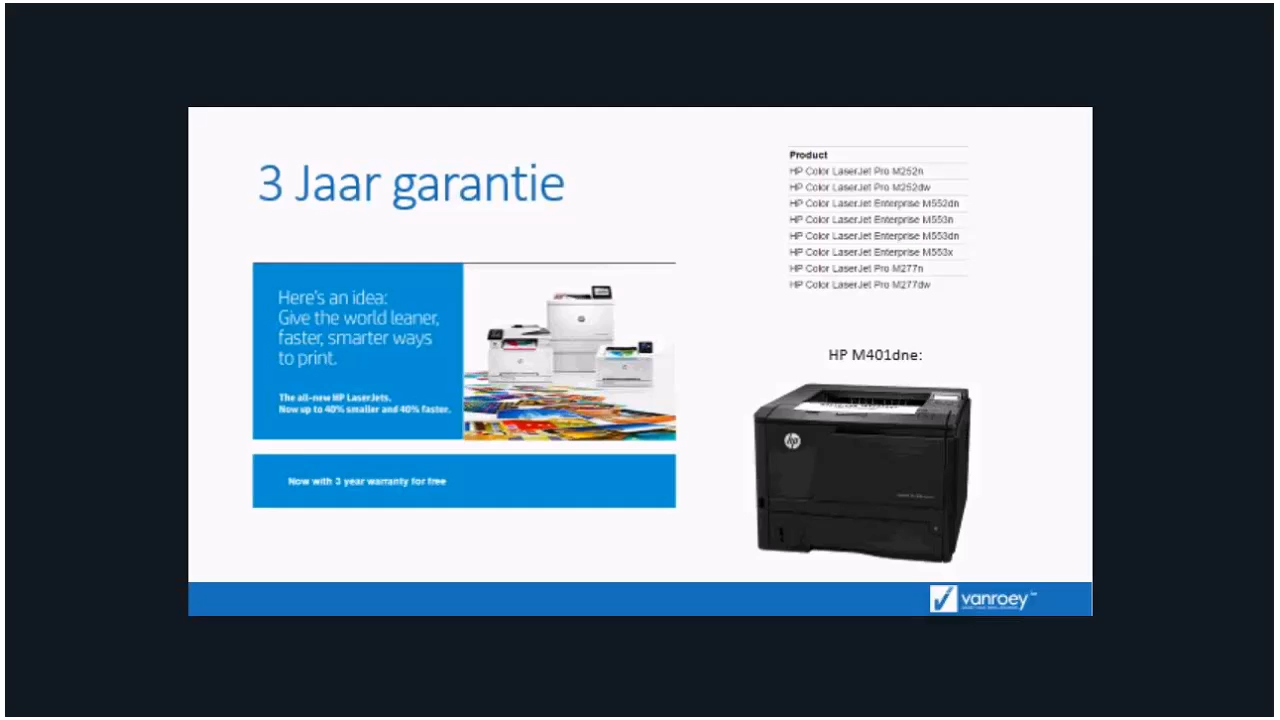 3 Jaar garantie
Here's an idea:
Give the world leaner,
faster, smarter ways
to print.
The all-new HP LaserJets.
Now up to 40% smaller and 40% faster.
Now with 3 year warranty for free
Product
HP Color LaserJet Pro M252n
HP Color LaserJet Pro M252dw
HP Color LaserJet Enterprise M552dn
HP Color LaserJet Enterprise M553n
HP Color LaserJet Enterprise M553dn
HP Color LaserJet Enterprise M553x
HP Color LaserJet Pro M277n
HP Color LaserJet Pro M277dw
HP M401dne:
hp
vanroey